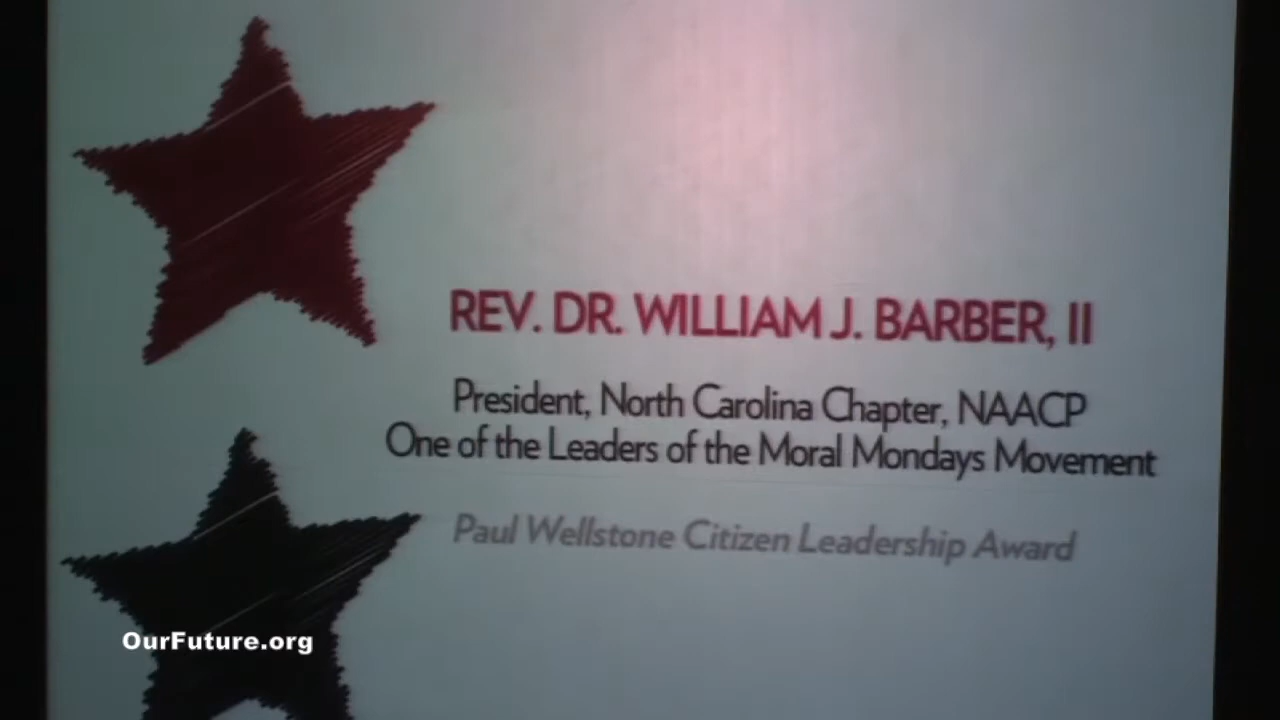 REV. DR. WILLIAM J. BARBER, II
President, North Carolina Chapter, NAACP
One of the Leaders of the Moral Mondays Movement
Paul Wellstone Citizen Leadership Award
OurFuture.org